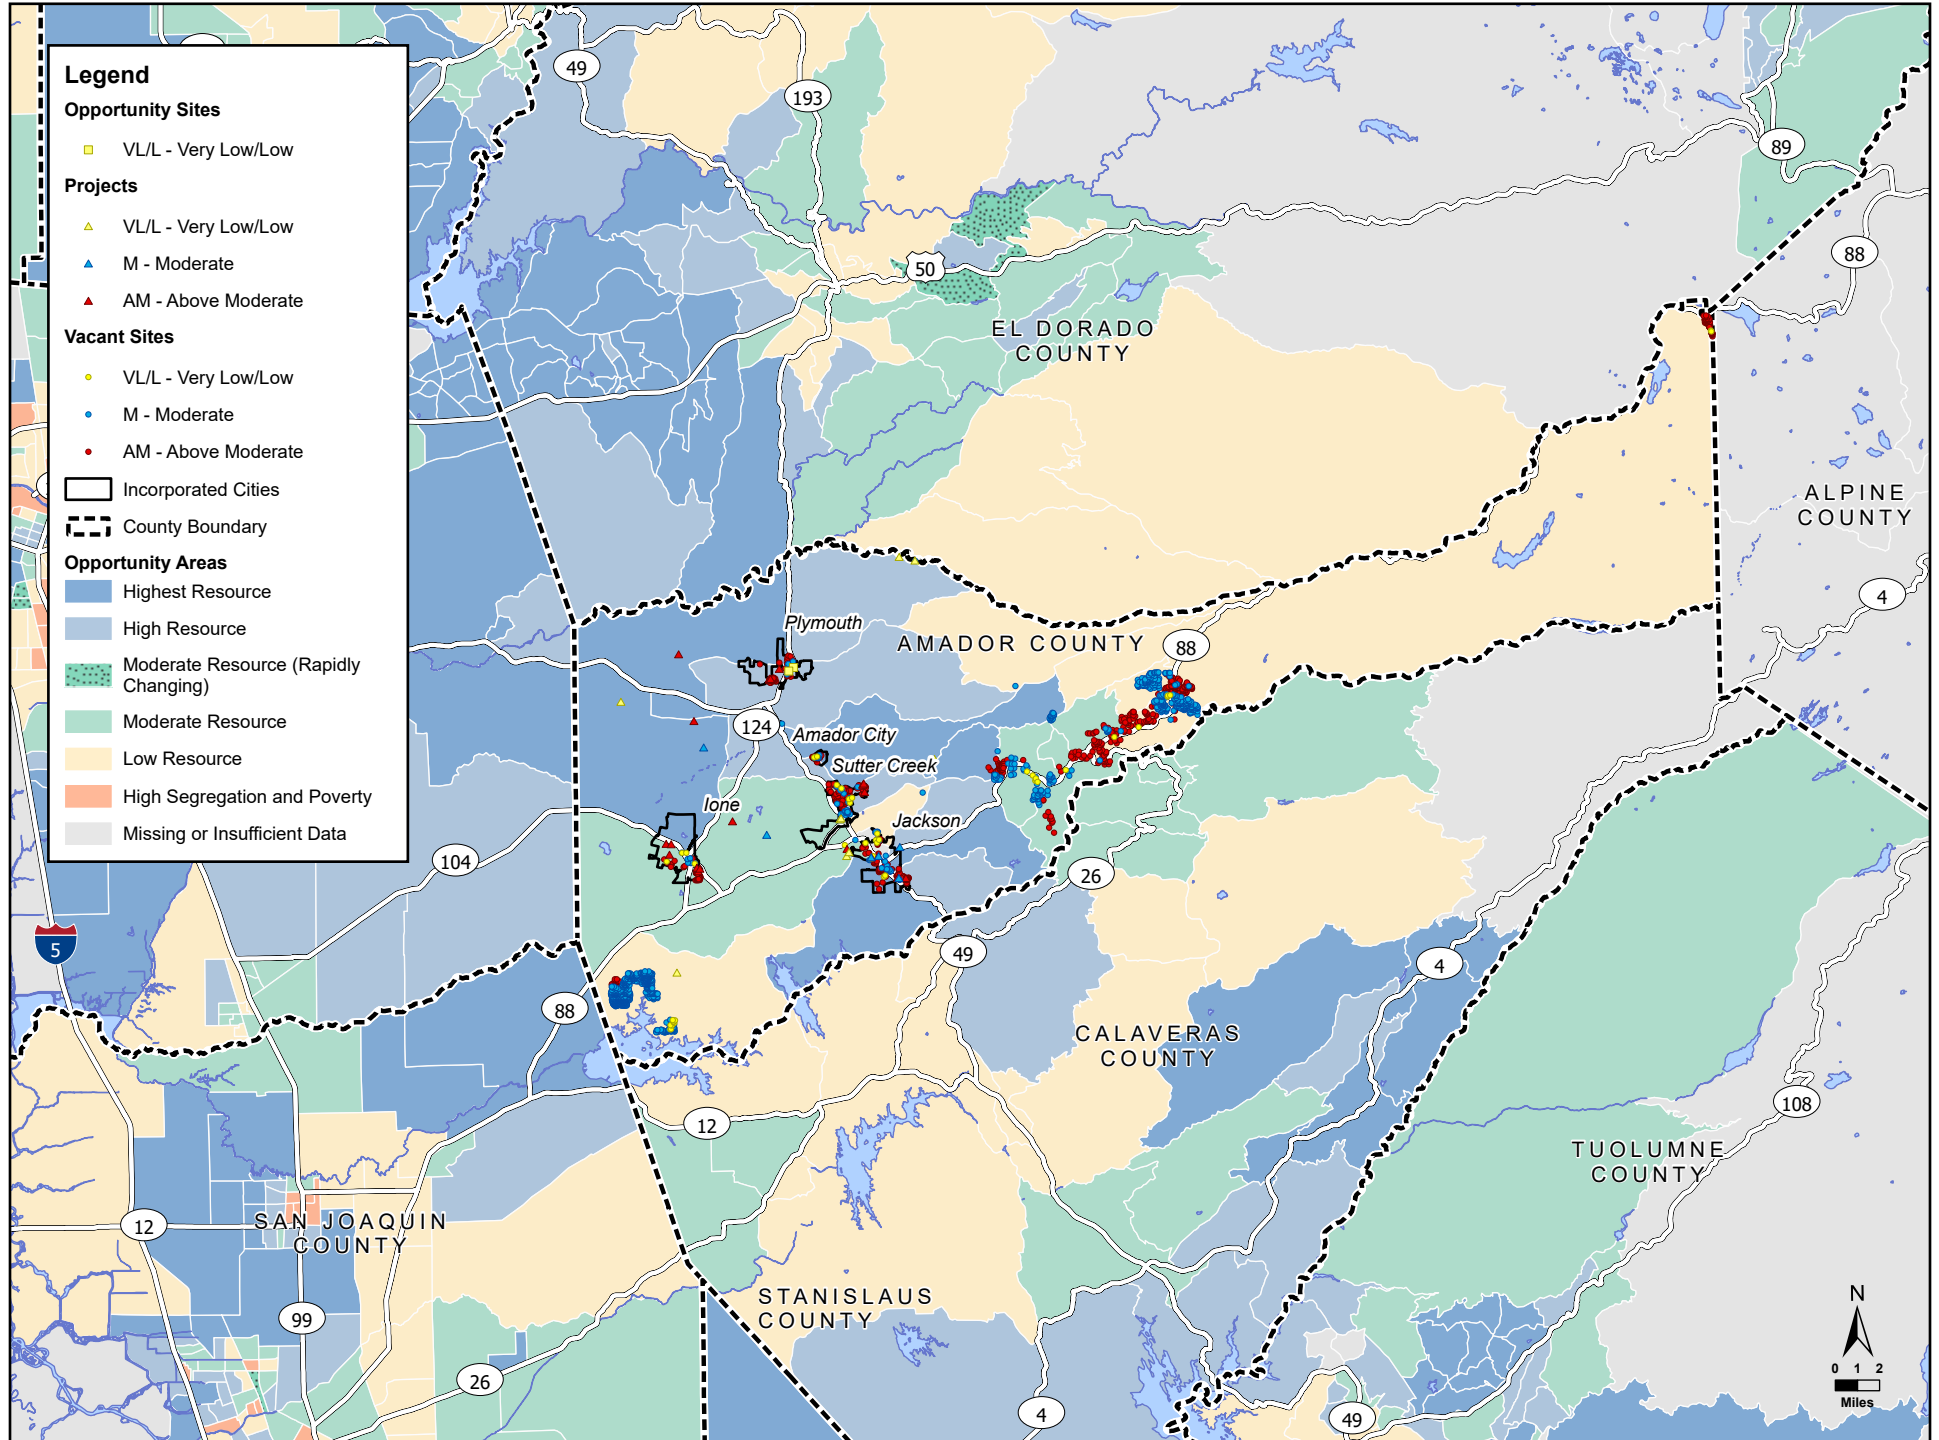 Legend
Opportunity Sites
VL/L - Very Low/Low
Projects
VL/L - Very Low/Low
M - Moderate
AM - Above Moderate
Vacant Sites
VL/L - Very Low/Low
M - Moderate
AM - Above Moderate
Incorporated Cities
County Boundary
Opportunity Areas
Highest Resource
High Resource
Moderate Resource (Rapidly
Changing)
Moderate Resource
Low Resource
High Segregation and Poverty
Missing or Insufficient Data
49
193
89
88
50
EL DORADO
COUNTY
ALPINE
COUNTY
4
Plymouth
AMADOR COUNTY
88
124
Amador City
Sutter Creek
Ione
Jackson
104
26
5
49
4
88
CALAVERAS
COUNTY
12
108
TUOLUMNE
COUNTY
12
SAN JOAQUIN
COUNTY
STANISLAUS
COUNTY
99
26
4
49
N
0 1 2
Miles